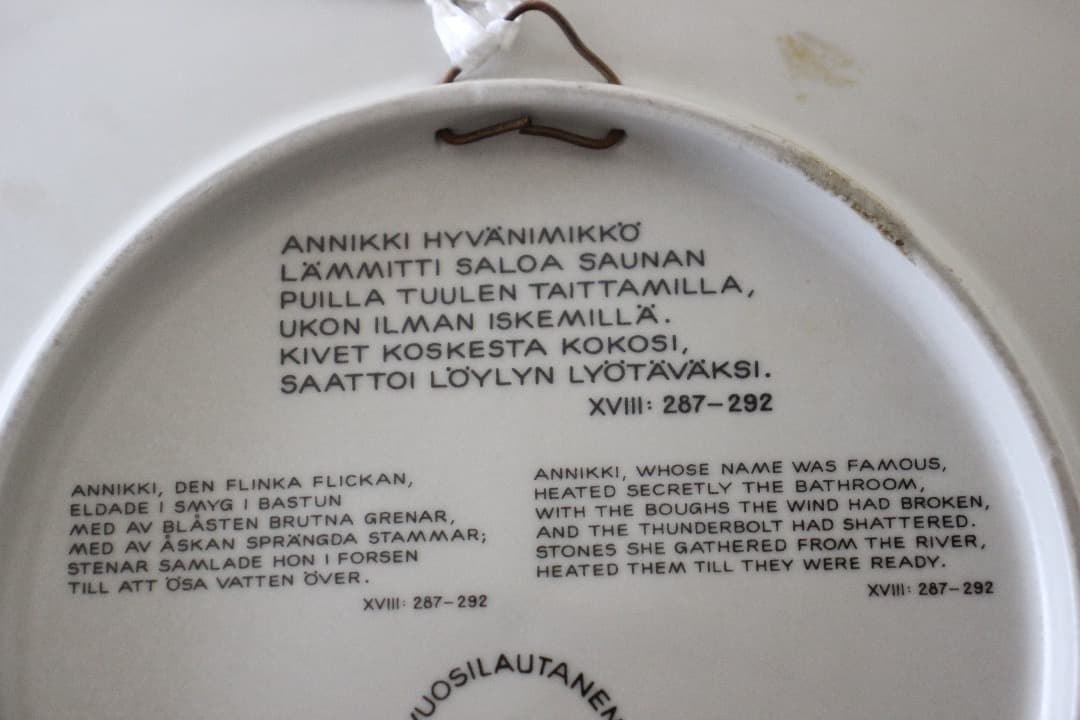 ANNIKKI HYVÄNIMIKKÖ
LÄMMITTI SALOA SAUNAN
PUILLA TUULEN TAITTAMILLA,
UKON ILMAN ISKEMILLÄ.
KIVET KOSKESTA KOKOSI,
SAATTOI LÖYLYN LYÖTÄVÄKSI.
XVIII: 287–292
ANNIKKI, DEN FLINKA FLICKAN,
ELDADE I SMYG I BASTUN
MED AV BLÅSTEN BRUTNA GRENAR,
MED AV ÅSKAN SPRÄNGDA STAMMAR;
STENAR SAMLADE HON I FORSEN
TILL ATT ÖSA VATTEN ÖVER.
XVIII: 287–292
ANNIKKI, WHOSE NAME WAS FAMOUS,
HEATED SECRETLY THE BATHROOM,
WITH THE BOUGHS THE WIND HAD BROKEN,
AND THE THUNDERBOLT HAD SHATTERED.
STONES SHE GATHERED FROM THE RIVER,
HEATED THEM TILL THEY WERE READY.
XVIII: 287–292
VUOSILAUTANEN